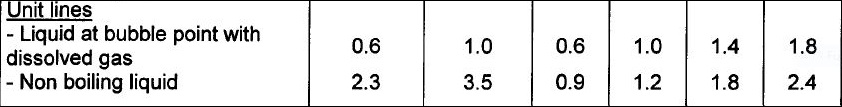 Unit lines
- Liquid at bubble point with
dissolved gas 0.6 1.0 0.6 1.0 1.4 1.8
- Non boiling liquid 2.3 3.5 0.9 1.2 1.8 2.4